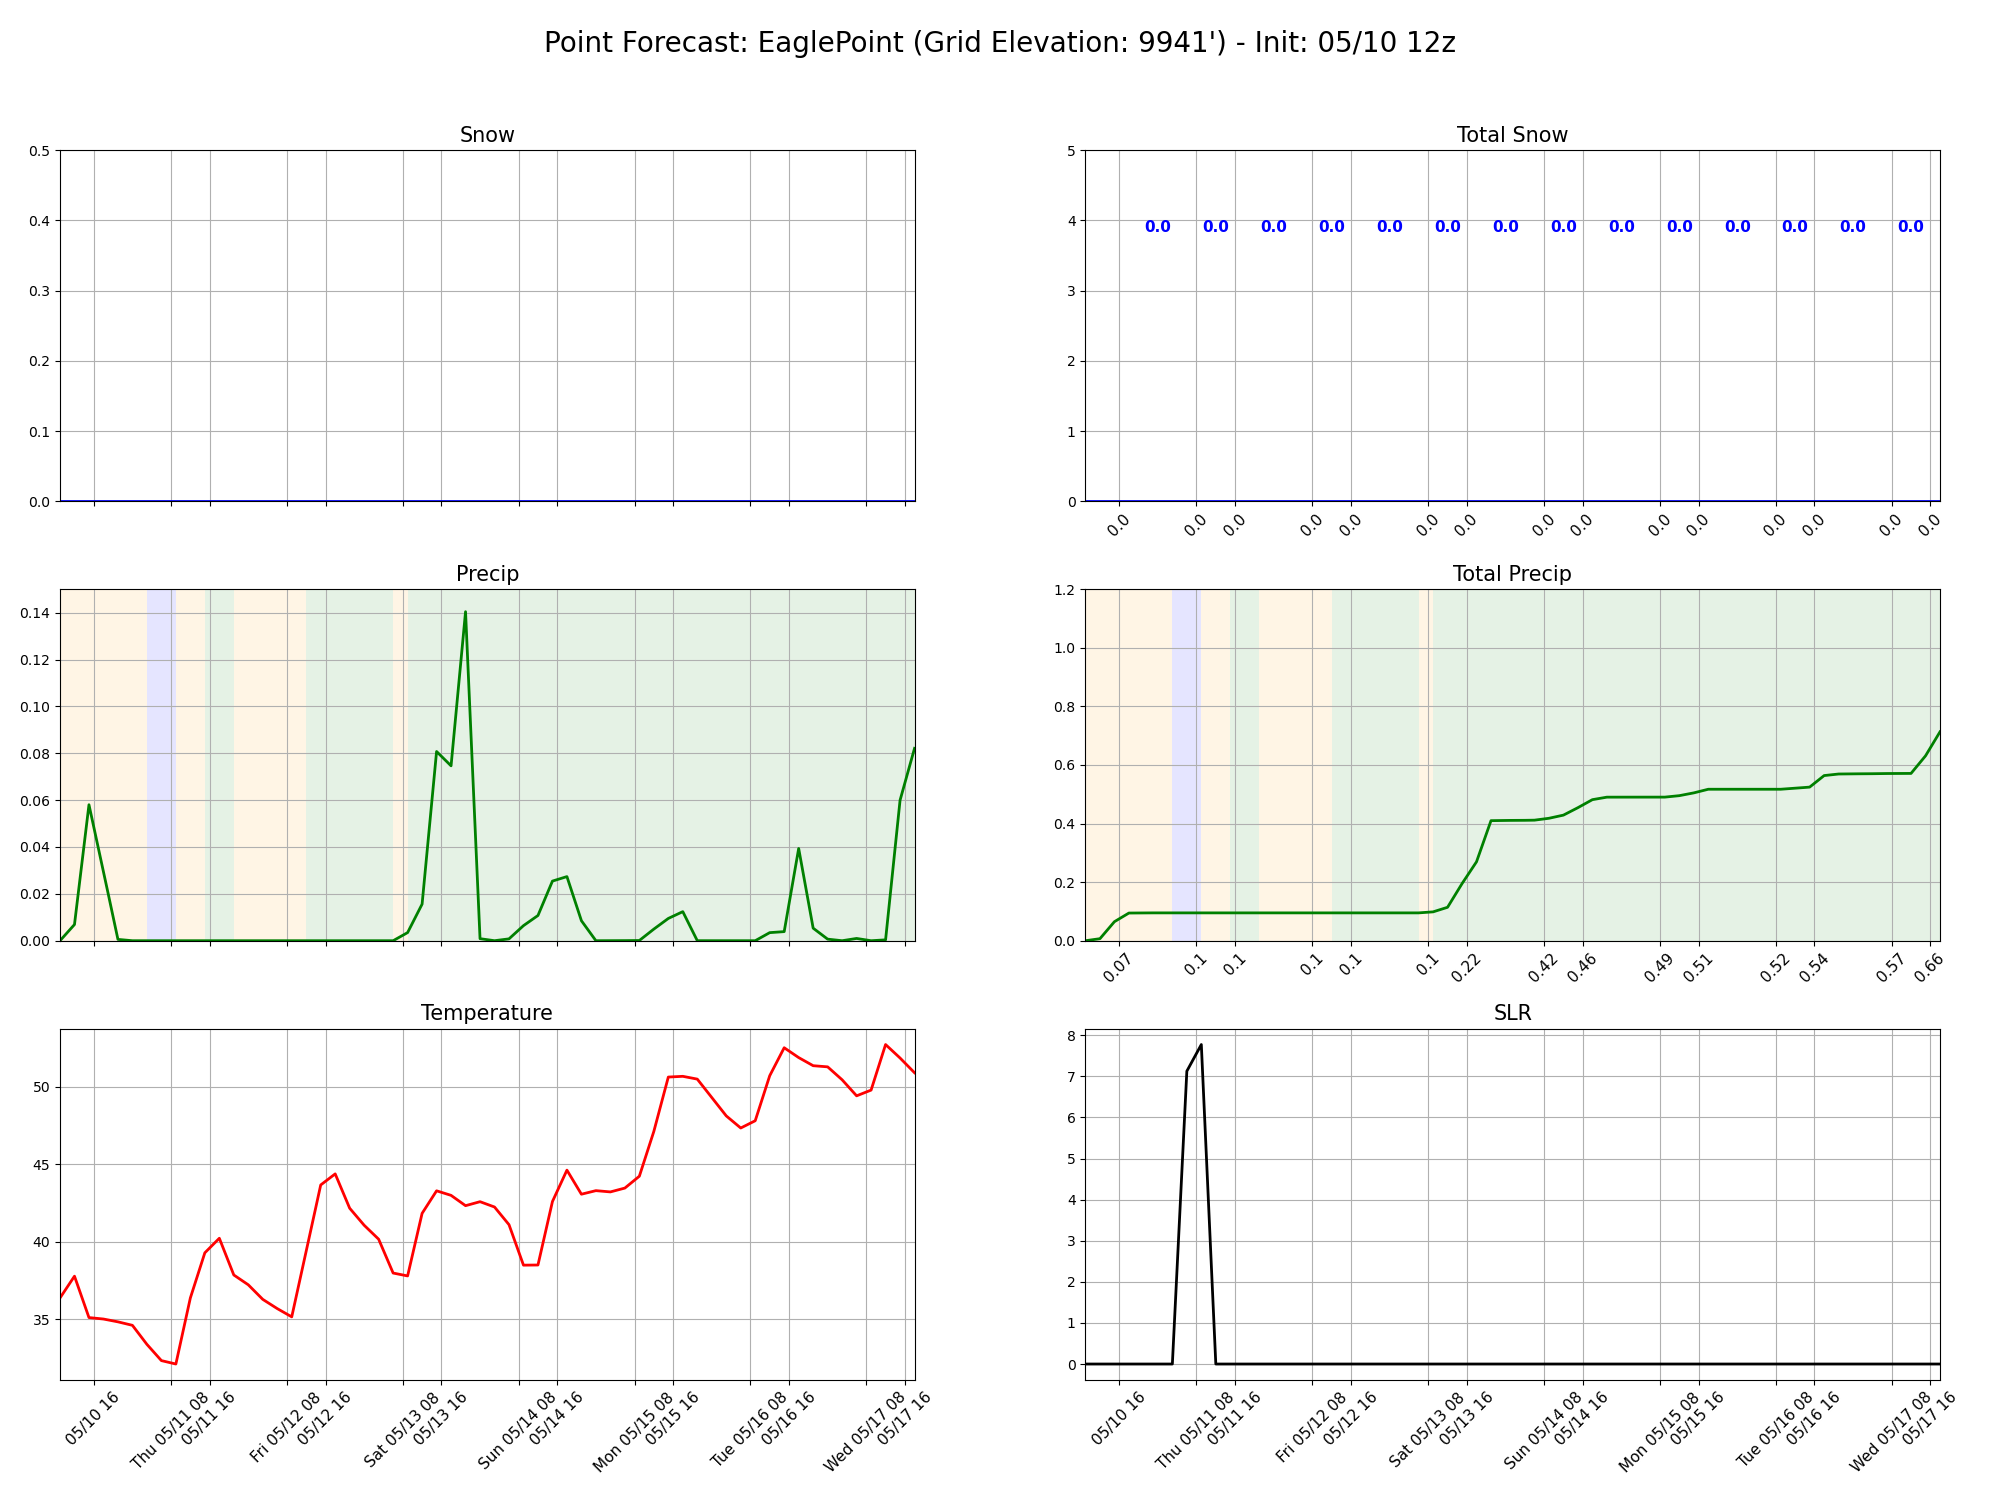 Point Forecast: EaglePoint (Grid Elevation: 9941') - Init: 05/10 12z
Snow
0.5
0.4
0.3
0.2
0.1
0.0
Total Snow
5
4
3
2
1
0
0.0 0.0 0.0 0.0 0.0 0.0 0.0 0.0 0.0 0.0 0.0 0.0 0.0 0.0
0.0 0.0 0.0 0.0 0.0 0.0 0.0 0.0 0.0 0.0 0.0 0.0 0.0 0.0 0.0
Precip
0.14
0.12
0.10
0.08
0.06
0.04
0.02
0.00
Total Precip
1.2
1.0
0.8
0.6
0.4
0.2
0.0
0.07 0.1 0.1 0.1 0.1 0.1 0.22 0.42 0.46 0.49 0.51 0.52 0.54 0.57 0.66
Temperature
50
45
40
35
05/10 16
Thu 05/11 08
05/11 16
Fri 05/12 08
05/12 16
Sat 05/13 08
05/13 16
Sun 05/14 08
05/14 16
Mon 05/15 08
05/15 16
Tue 05/16 08
05/16 16
Wed 05/17 08
05/17 16
SLR
8
7
6
5
4
3
2
1
0
05/10 16
Thu 05/11 08
05/11 16
Fri 05/12 08
05/12 16
Sat 05/13 08
05/13 16
Sun 05/14 08
05/14 16
Mon 05/15 08
05/15 16
Tue 05/16 08
05/16 16
Wed 05/17 08
05/17 16